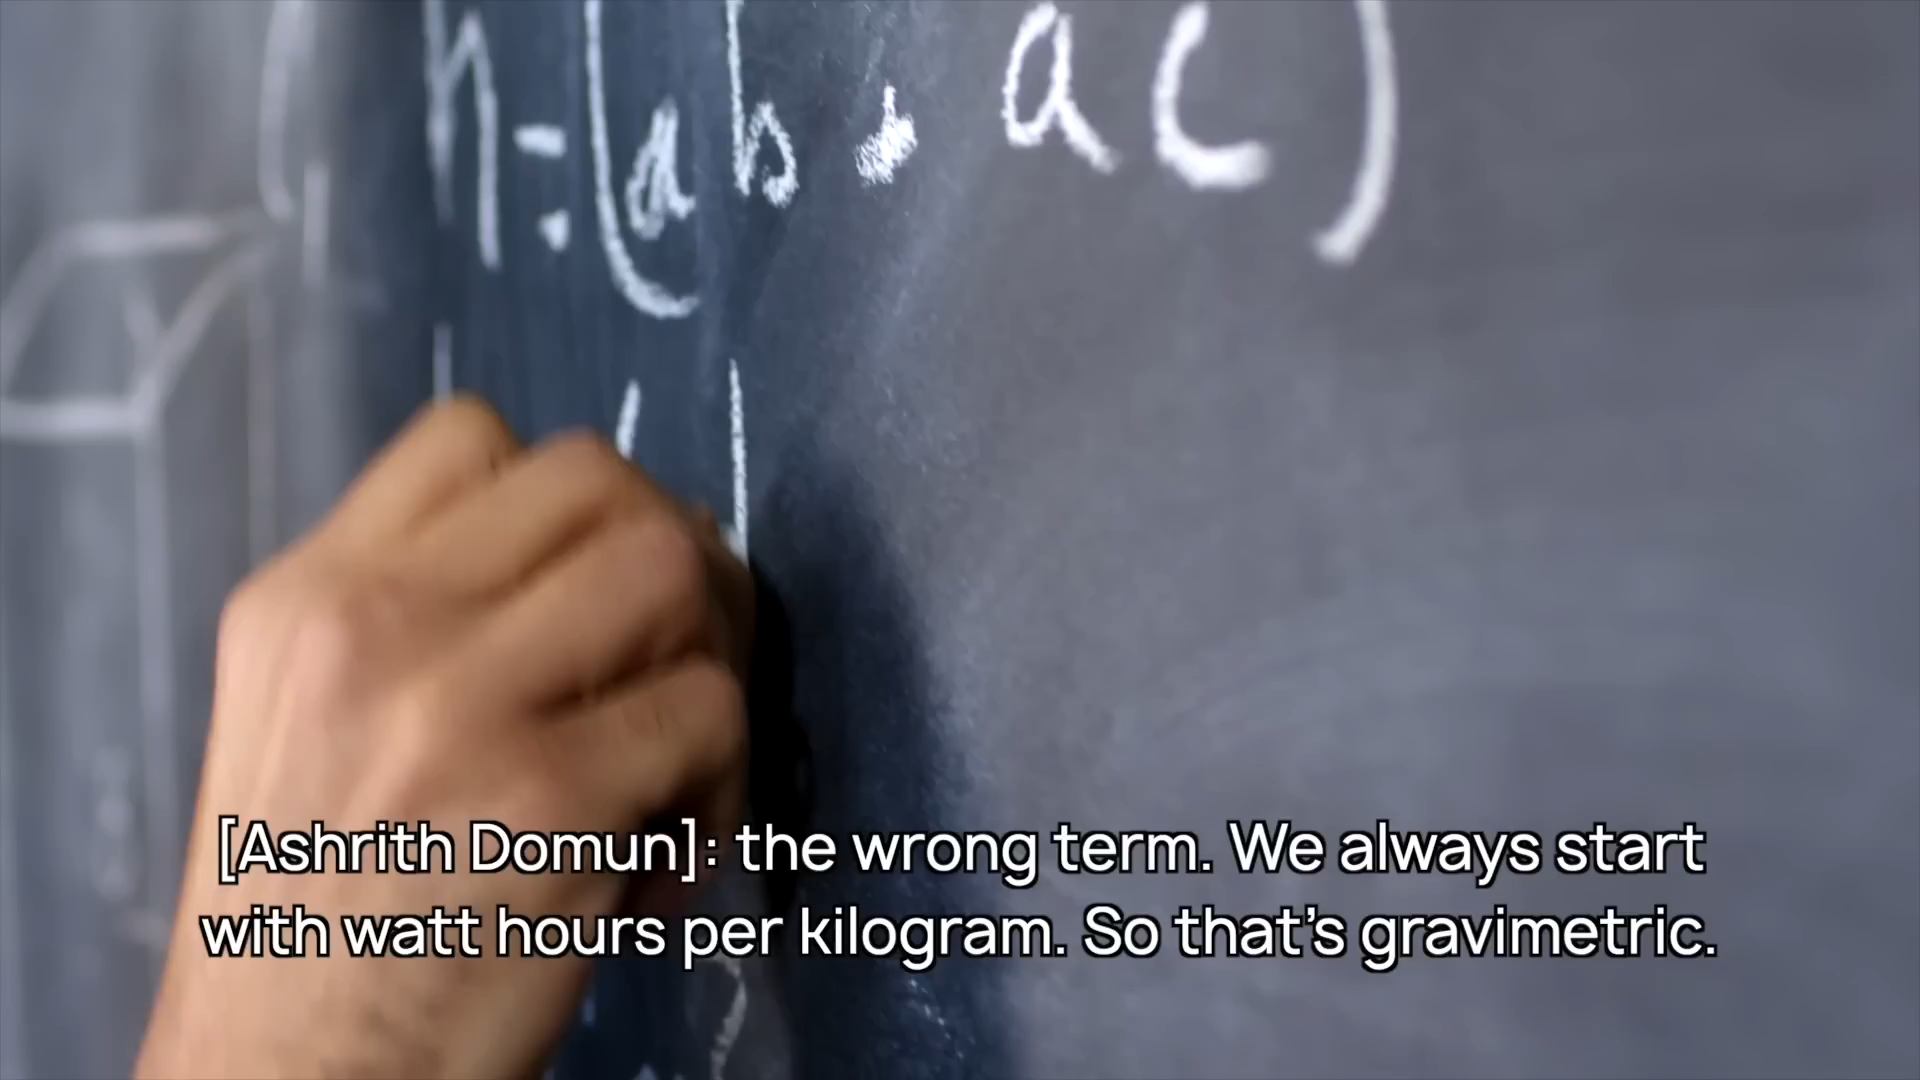 h = (ab, ac)
[Ashrith Domun]: the wrong term. We always start
with watt hours per kilogram. So that’s gravimetric.